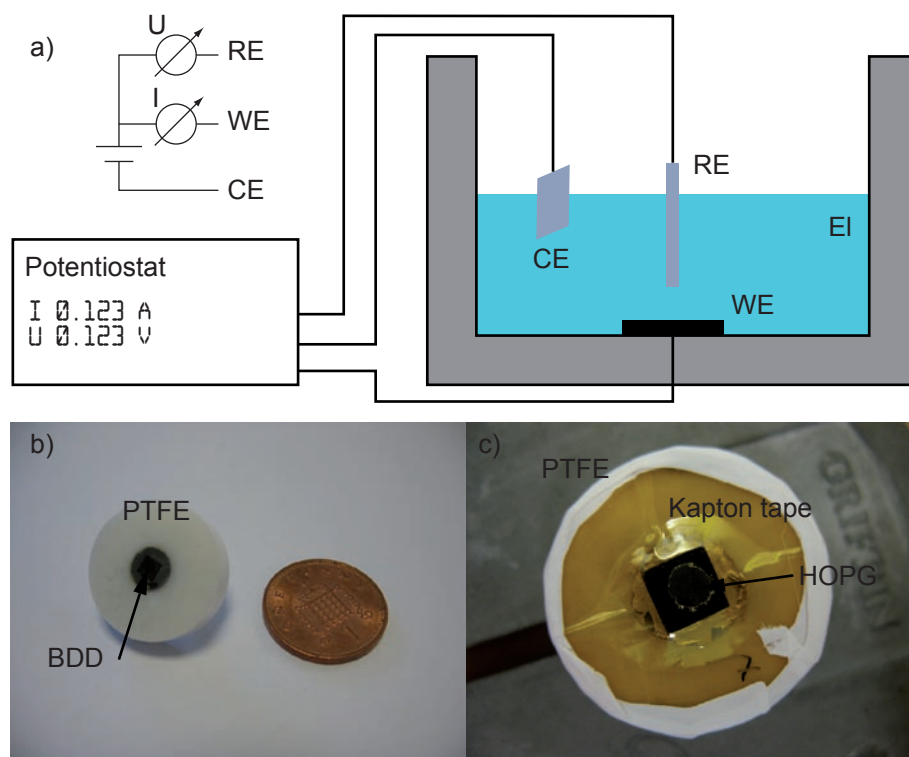 a)
U
RE
I
WE
CE
Potentiostat
I 0.123 A
U 0.123 V
RE
El
CE
WE
b)
PTFE
BDD
c)
PTFE
Kapton tape
HOPG
GRIFFIN